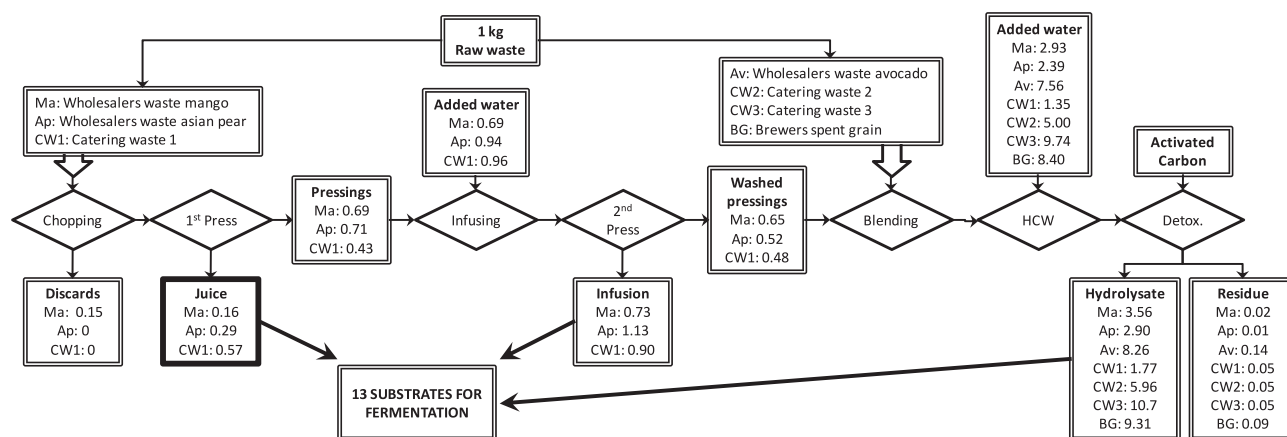 1 kg
Raw waste
Ma: Wholesalers waste mango
Ap: Wholesalers waste asian pear
CW1: Catering waste 1
Added water
Ma: 0.69
Ap: 0.94
CW1: 0.96
Av: Wholesalers waste avocado
CW2: Catering waste 2
CW3: Catering waste 3
BG: Brewers spent grain
Added water
Ma: 2.93
Ap: 2.39
Av: 7.56
CW1: 1.35
CW2: 5.00
CW3: 9.74
BG: 8.40
Activated
Carbon
Chopping
1st Press
Pressings
Ma: 0.69
Ap: 0.71
CW1: 0.43
Infusing
2nd
Press
Washed
pressings
Ma: 0.65
Ap: 0.52
CW1: 0.48
Blending
HCW
Detox.
Discards
Ma: 0.15
Ap: 0
CW1: 0
Juice
Ma: 0.16
Ap: 0.29
CW1: 0.57
Infusion
Ma: 0.73
Ap: 1.13
CW1: 0.90
Hydrolysate
Ma: 3.56
Ap: 2.90
Av: 8.26
CW1: 1.77
CW2: 5.96
CW3: 10.7
BG: 9.31
Residue
Ma: 0.02
Ap: 0.01
Av: 0.14
CW1: 0.05
CW2: 0.05
CW3: 0.05
BG: 0.09
13 SUBSTRATES FOR
FERMENTATION